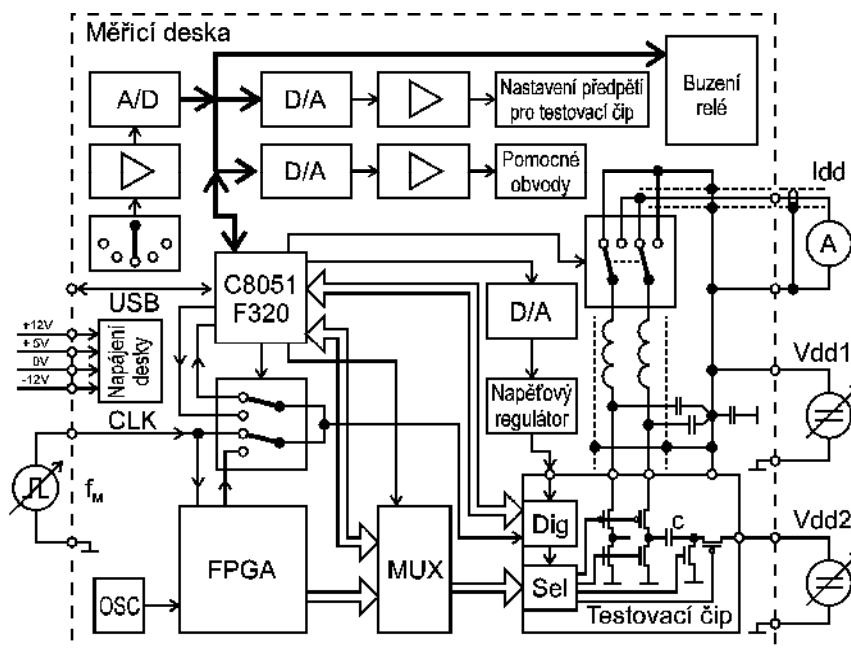 Měřicí deska
A/D
D/A
Nastavení předpětí
pro testovací čip
Buzení
relé
D/A
Pomocné
obvody
Idd
A
C8051
F320
USB
+12V
+5V
0V
-12V
Napájení
desky
D/A
Vdd1
Napěťový
regulátor
CLK
fM
Dig
C
Vdd2
FPGA
MUX
Sel
OSC
Testovací čip